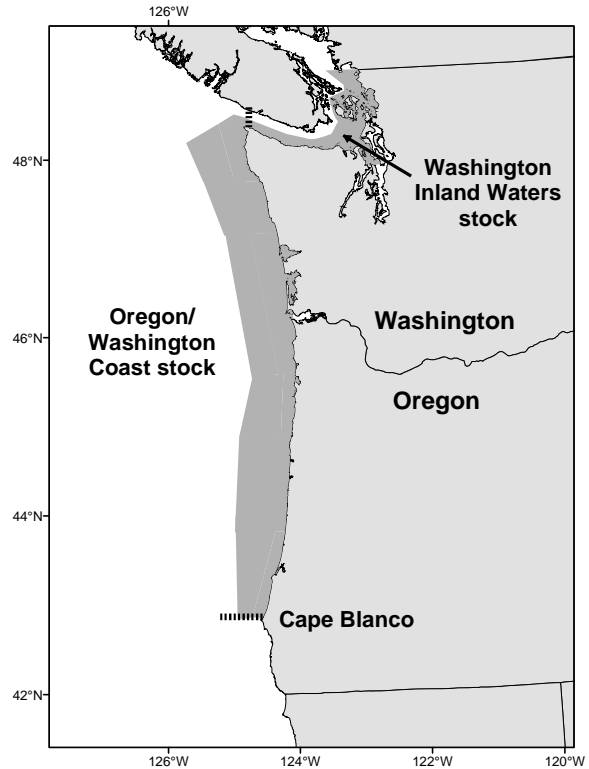 126°W
48°N
Washington
Inland Waters
stock
Oregon/
Washington
Coast stock
Washington
46°N
Oregon
44°N
Cape Blanco
42°N
126°W
124°W
122°W
120°W